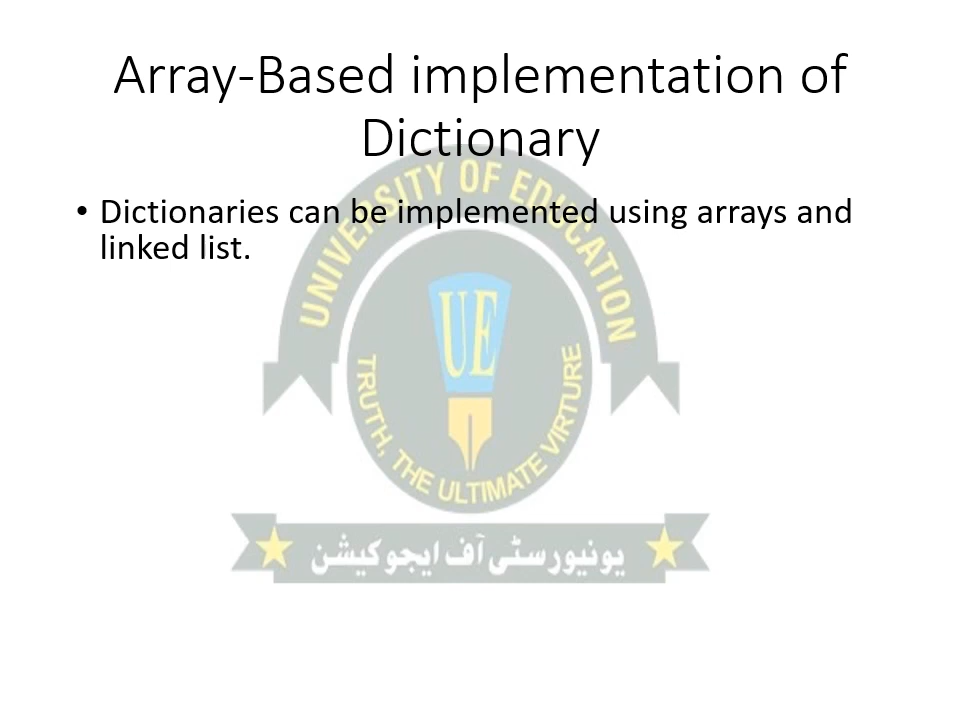 Array-Based implementation of
Dictionary
• Dictionaries can be implemented using arrays and
linked list.
UNIVERSITY OF EDUCATION
UE
TRUTH, THE ULTIMATE VIRTURE
یونیورسٹی آف ایجوکیشن